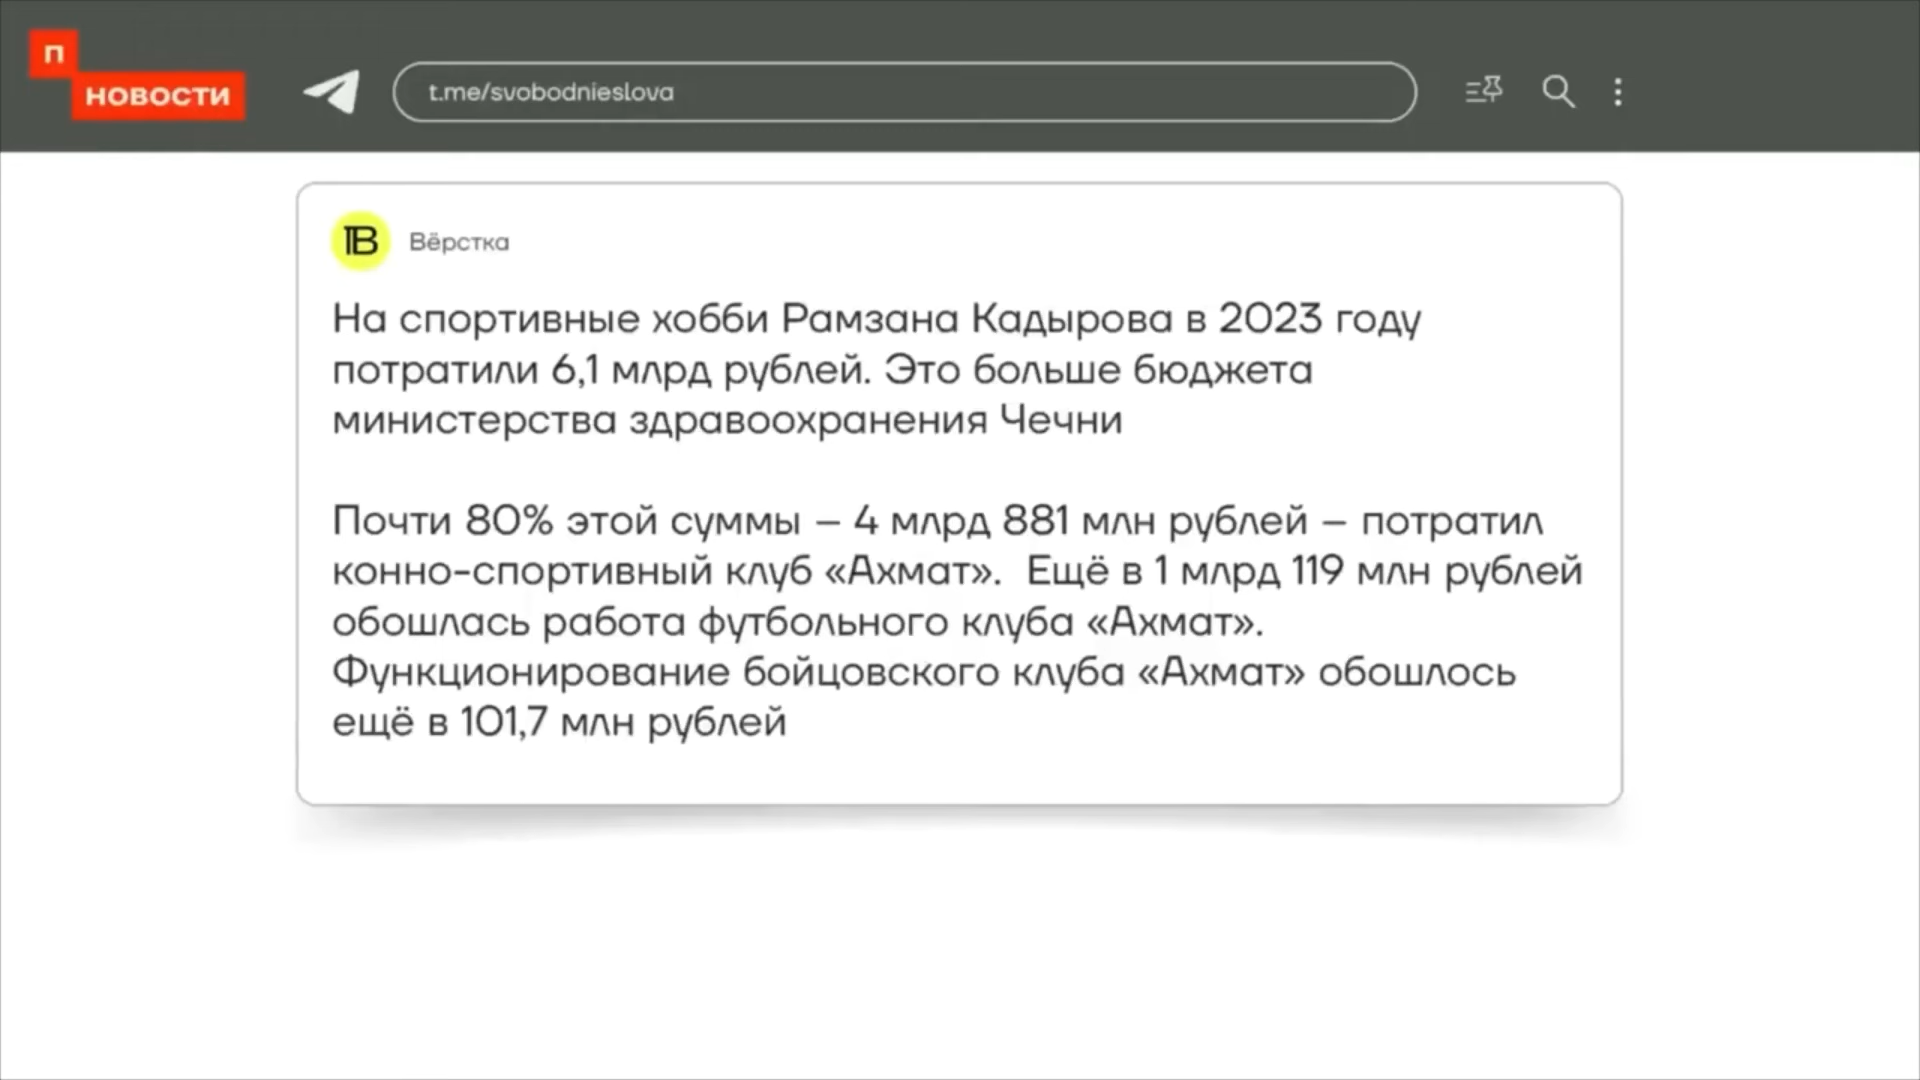 П
НОВОСТИ
t.me/svobodnieslova
Вёрстка
На спортивные хобби Рамзана Кадырова в 2023 году
потратили 6,1 млрд рублей. Это больше бюджета
министерства здравоохранения Чечни
Почти 80% этой суммы – 4 млрд 881 млн рублей – потратил
конно-спортивный клуб «Ахмат». Ещё в 1 млрд 119 млн рублей
обошлась работа футбольного клуба «Ахмат».
Функционирование бойцовского клуба «Ахмат» обошлось
ещё в 101,7 млн рублей